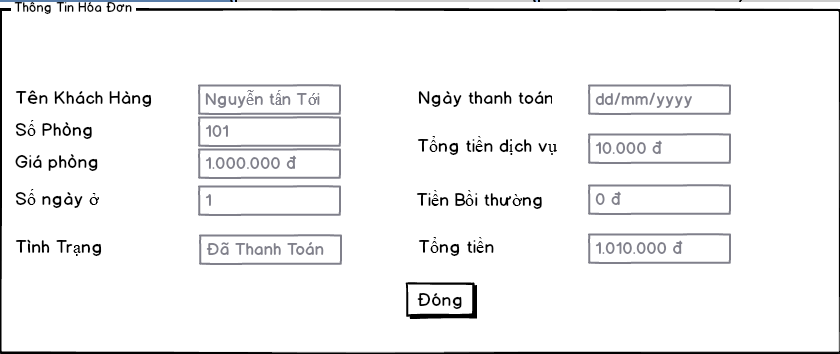 Thông Tin Hóa Đơn
Tên Khách Hàng Nguyễn tấn Tới
Số Phòng 101
Giá phòng 1.000.000 đ
Số ngày ở 1
Tình Trạng Đã Thanh Toán
Ngày thanh toán dd/mm/yyyy
Tổng tiền dịch vụ 10.000 đ
Tiền Bồi thường 0 đ
Tổng tiền 1.010.000 đ
Đóng